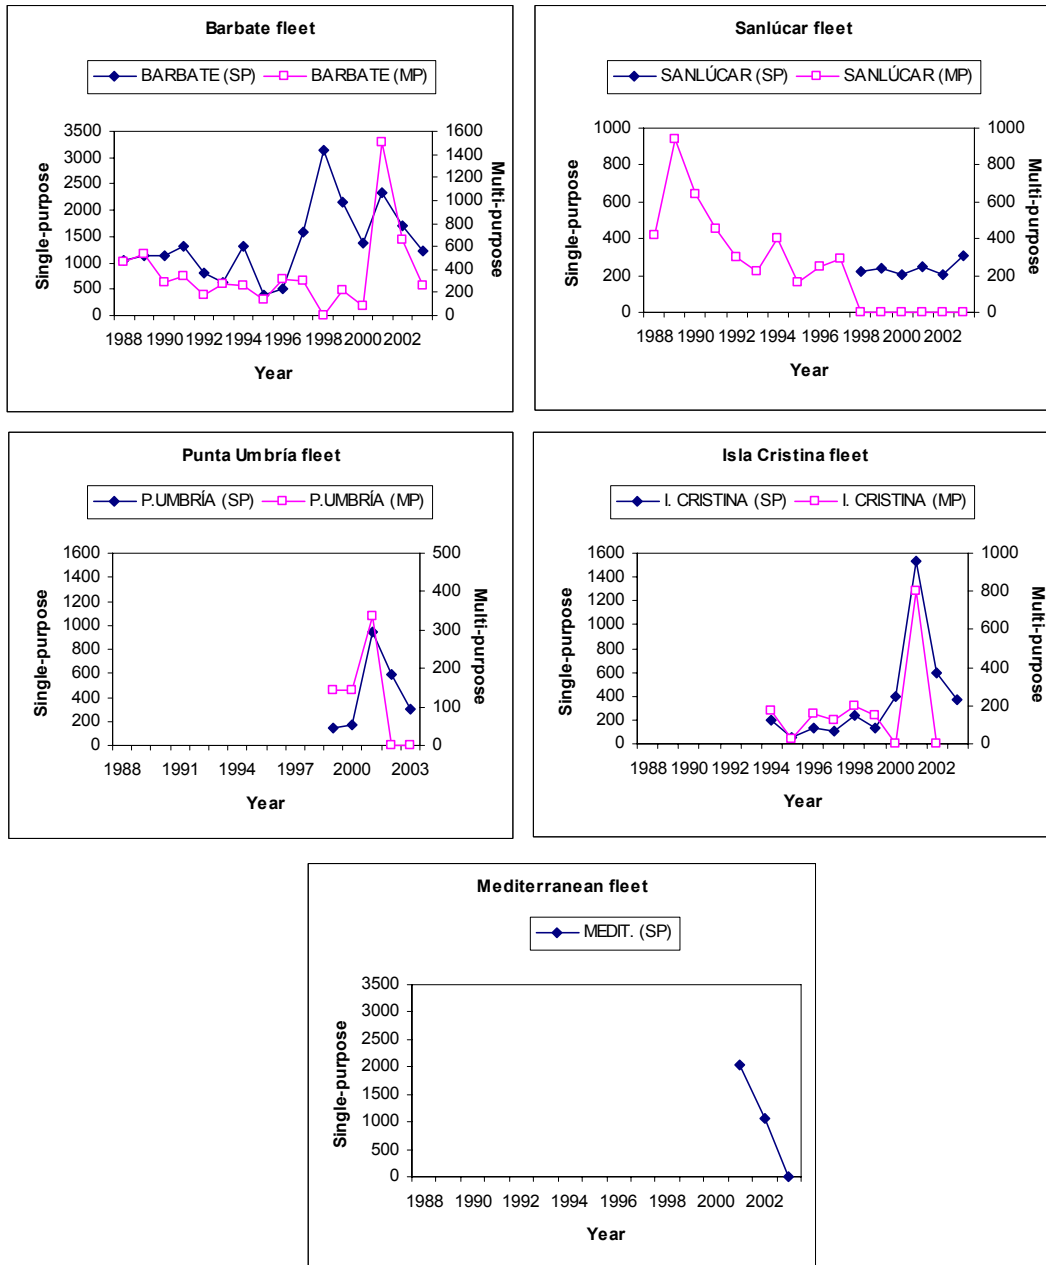 Barbate fleet
BARBATE (SP) BARBATE (MP)
Single-purpose
3500
3000
2500
2000
1500
1000
500
0
1600
1400
1200
1000
800
600
400
200
0
Multi-purpose
1988 1990 1992 1994 1996 1998 2000 2002
Year
Sanlúcar fleet
SANLÚCAR (SP) SANLÚCAR (MP)
Single-purpose
1000
800
600
400
200
0
1000
800
600
400
200
0
Multi-purpose
1988 1990 1992 1994 1996 1998 2000 2002
Year
Punta Umbría fleet
P.UMBRÍA (SP) P.UMBRÍA (MP)
Single-purpose
1600
1400
1200
1000
800
600
400
200
0
500
400
300
200
100
0
Multi-purpose
1988 1991 1994 1997 2000 2003
Year
Isla Cristina fleet
I. CRISTINA (SP) I. CRISTINA (MP)
Single-purpose
1600
1400
1200
1000
800
600
400
200
0
1000
800
600
400
200
0
Multi-purpose
1988 1990 1992 1994 1996 1998 2000 2002
Year
Mediterranean fleet
MEDIT. (SP)
Single-purpose
3500
3000
2500
2000
1500
1000
500
0
1988 1990 1992 1994 1996 1998 2000 2002
Year